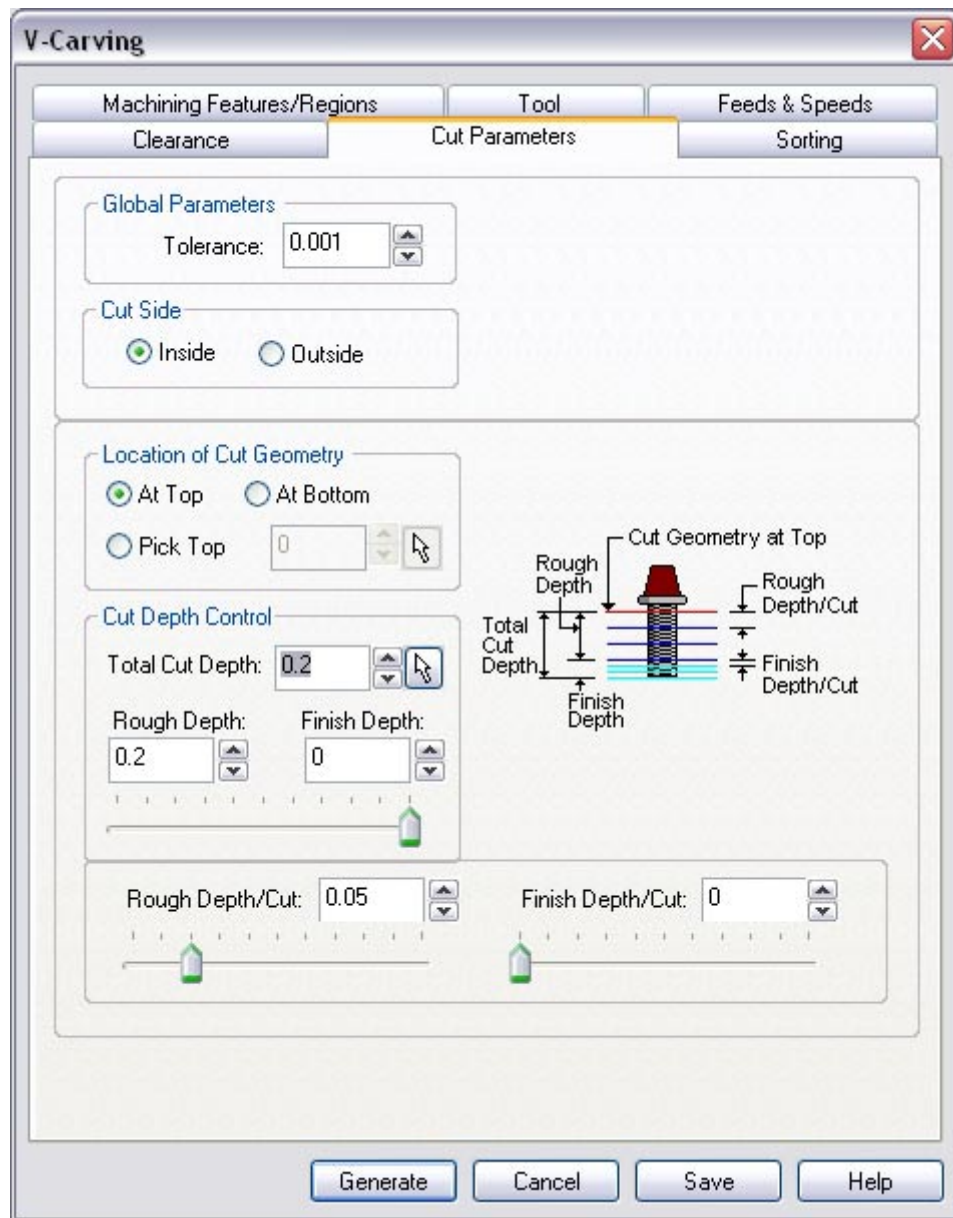 V-Carving
Machining Features/Regions
Tool
Feeds & Speeds
Clearance
Cut Parameters
Sorting
Global Parameters
Tolerance: 0.001
Cut Side
Inside
Outside
Location of Cut Geometry
At Top
At Bottom
Pick Top
0
Cut Depth Control
Total Cut Depth: 0.2
Rough Depth:
Finish Depth:
0.2
0
Cut Geometry at Top
Rough
Depth
Rough
Depth/Cut
Total
Cut
Depth
Finish
Depth/Cut
Finish
Depth
Rough Depth/Cut: 0.05
Finish Depth/Cut: 0
Generate
Cancel
Save
Help